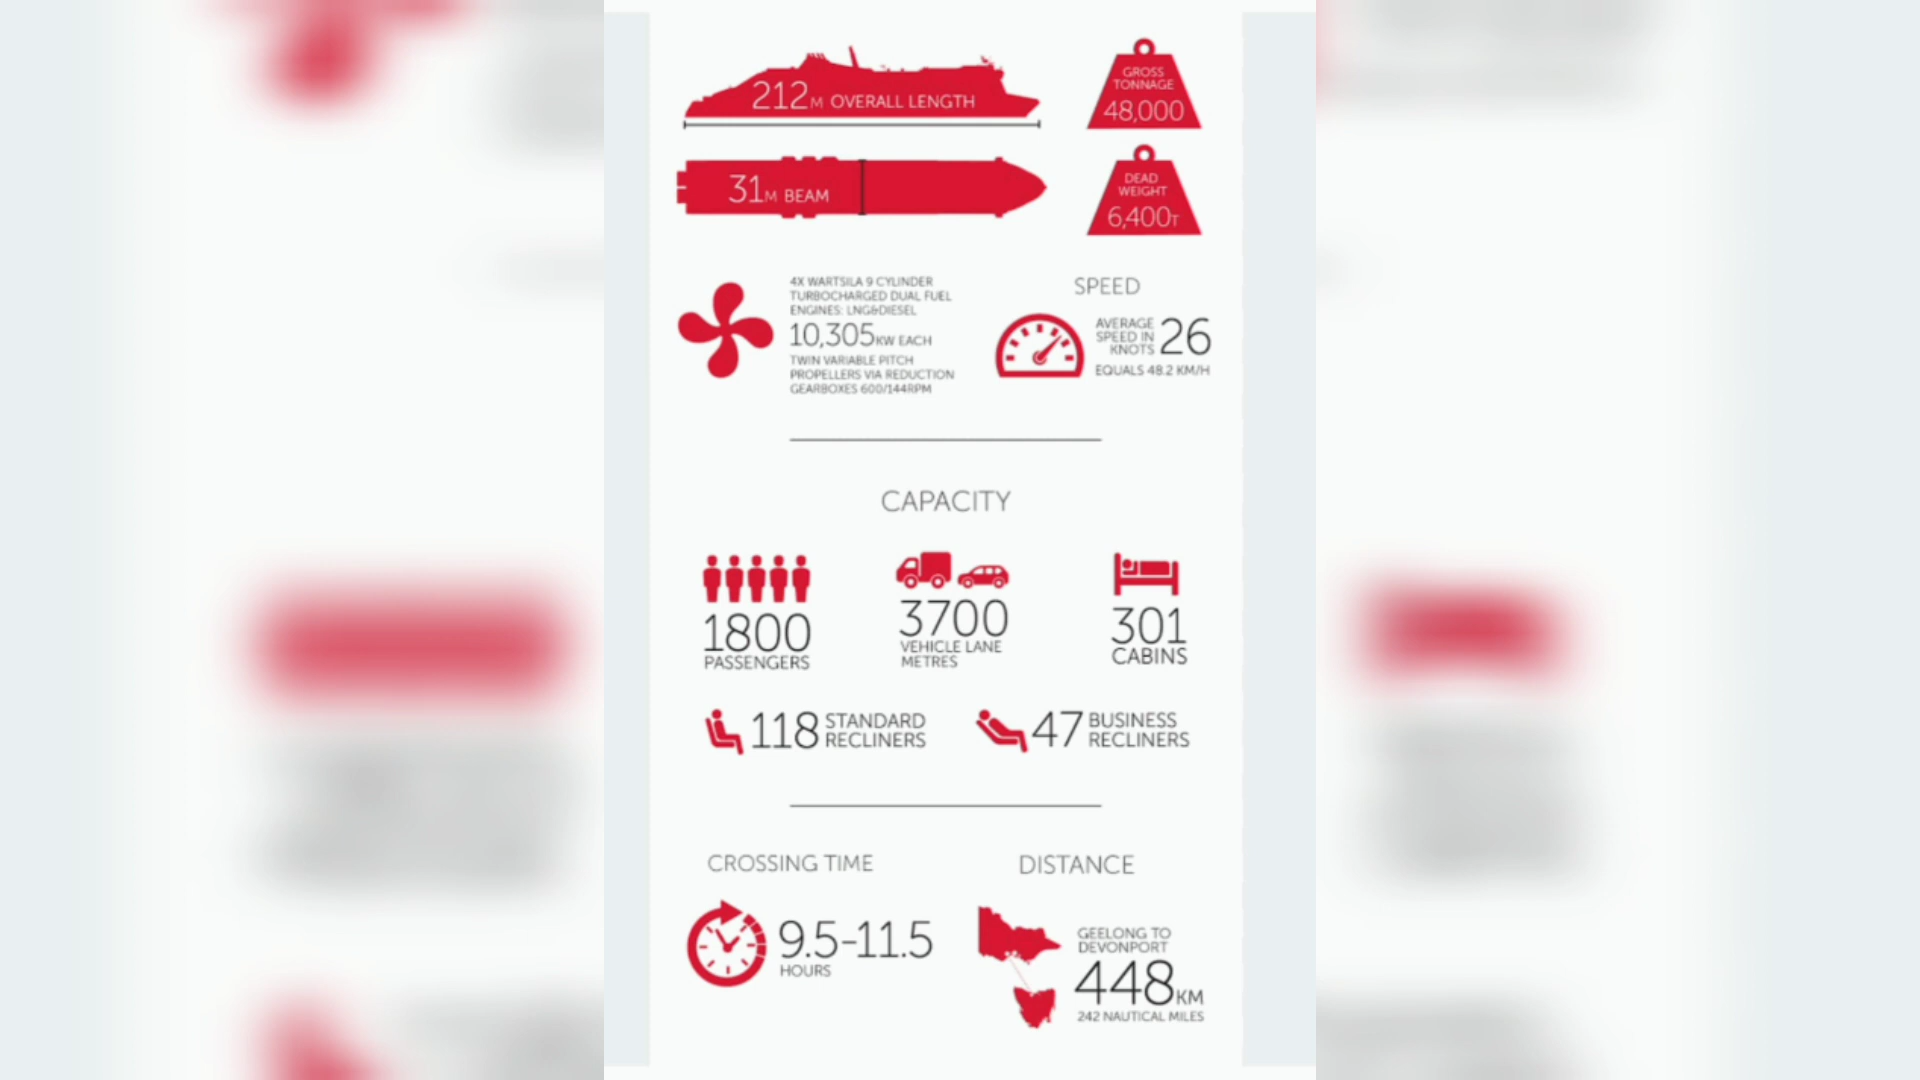 212M OVERALL LENGTH
GROSS
TONNAGE
48,000
31M BEAM
DEAD
WEIGHT
6,400T
4X WARTSILA 9 CYLINDER
TURBOCHARGED DUAL FUEL
ENGINES: LNG&DIESEL
10,305KW EACH
TWIN VARIABLE PITCH
PROPELLERS VIA REDUCTION
GEARBOXES 600/144RPM
SPEED
AVERAGE
SPEED IN
KNOTS 26
EQUALS 48.2 KM/H
CAPACITY
1800
PASSENGERS
3700
VEHICLE LANE
METRES
301
CABINS
118 STANDARD
RECLINERS
47 BUSINESS
RECLINERS
CROSSING TIME
9.5-11.5
HOURS
DISTANCE
GEELONG TO
DEVONPORT
448KM
242 NAUTICAL MILES